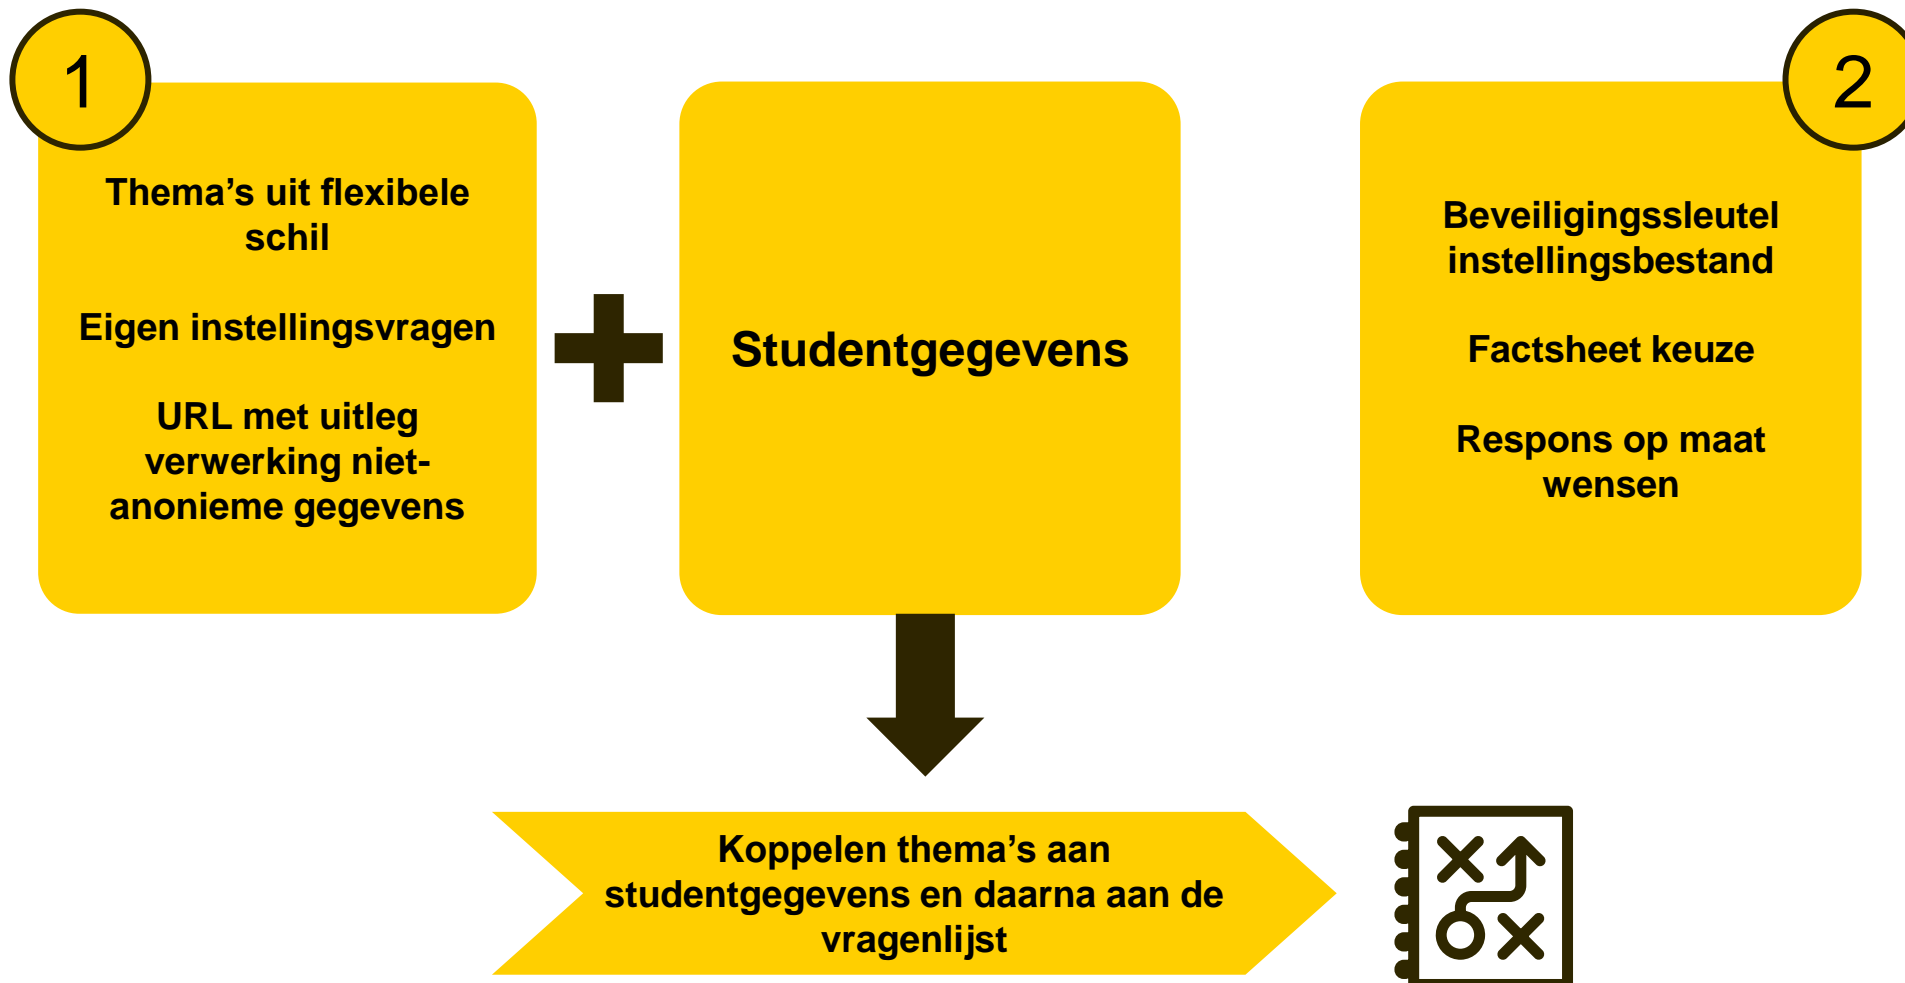 1
Thema’s uit flexibele
schil
Eigen instellingsvragen
URL met uitleg
verwerking niet-
anonieme gegevens
Studentgegevens
2
Beveiligingssleutel
instellingsbestand
Factsheet keuze
Respons op maat
wensen
Koppelen thema’s aan
studentgegevens en daarna aan de
vragenlijst